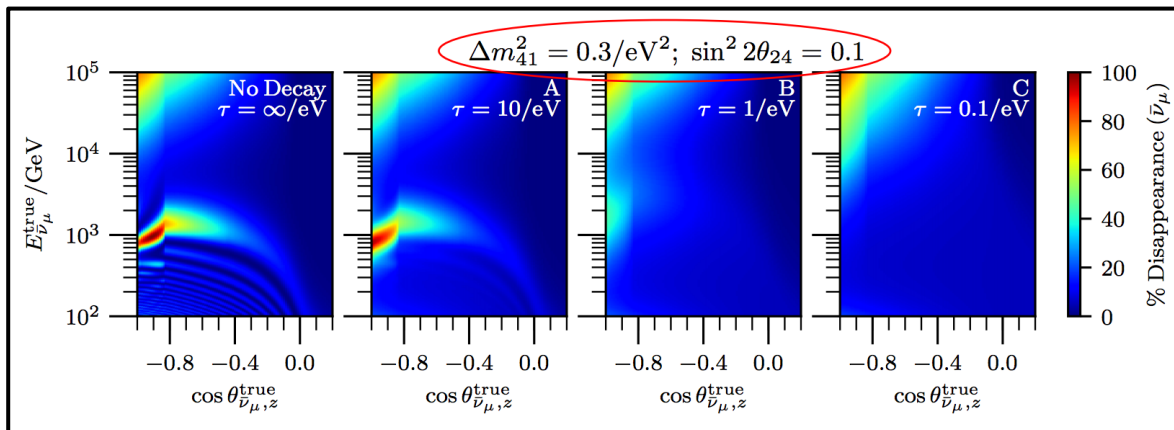 Δm²₄₁ = 0.3/eV²; sin² 2θ₂₄ = 0.1
No Decay
τ = ∞/eV
A
τ = 10/eV
B
τ = 1/eV
C
τ = 0.1/eV
10⁵
10⁴
10³
10²
E^true_ν̄μ /GeV
−0.8 −0.4 0.0
−0.8 −0.4 0.0
−0.8 −0.4 0.0
−0.8 −0.4 0.0
cos θ^true_ν̄μ,z
cos θ^true_ν̄μ,z
cos θ^true_ν̄μ,z
cos θ^true_ν̄μ,z
100
80
60
40
20
0
% Disappearance (ν̄μ)